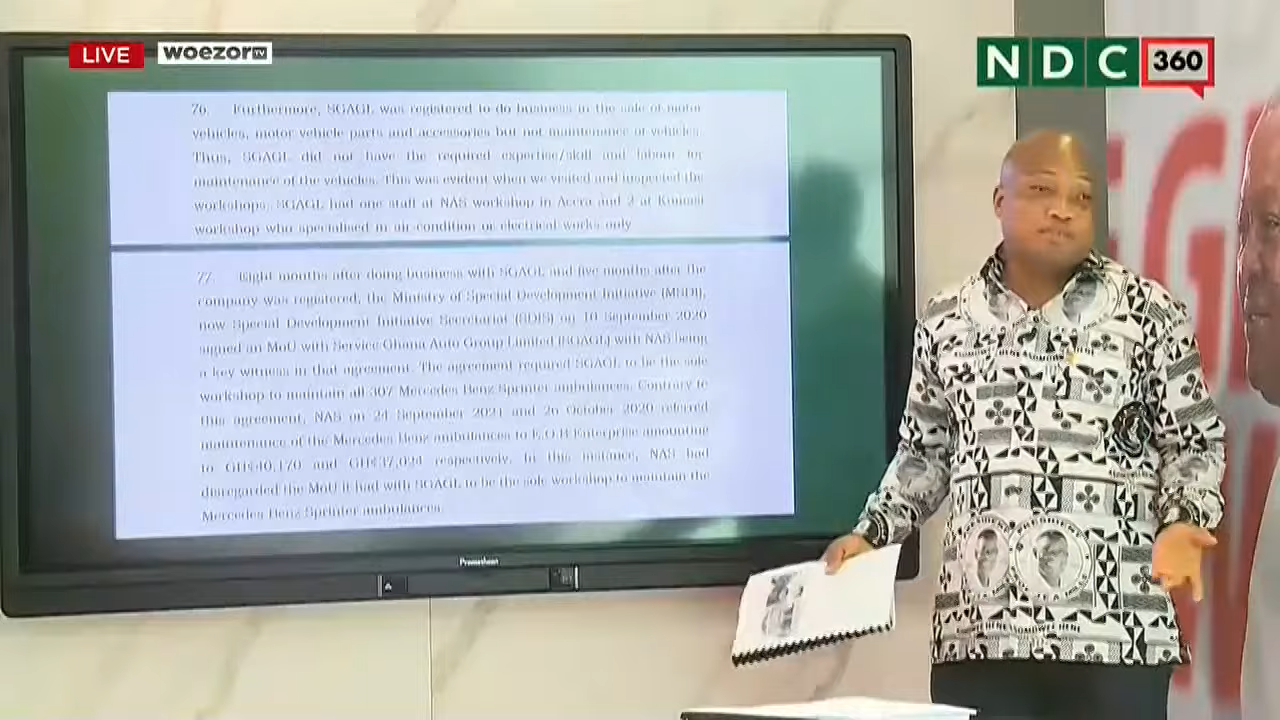 LIVE woezor tv
NDC 360
76. Furthermore, SGAGL was registered to do business in the sale of motor
vehicles, motor vehicle parts and accessories but not maintenance of vehicles.
Thus, SGAGL did not have the required expertise/skill and labour for
maintenance of the vehicles. This was evident when we visited and inspected the
workshops. SGAGL had one staff at NAS workshop in Accra and 2 at Kumasi
workshop who specialised in air-condition or electrical works only
77. Eight months after doing business with SGAGL and five months after the
company was registered, the Ministry of Special Development Initiative (MSDI),
now Special Development Initiative Secretariat (SDIS) on 10 September 2020
signed an MoU with Service Ghana Auto Group Limited (SGAGL) with NAS being
a key witness in that agreement. The agreement required SGAGL to be the sole
workshop to maintain all 307 Mercedes Benz Sprinter ambulances. Contrary to
this agreement, NAS on 24 September 2021 and 26 October 2020 referred
maintenance of the Mercedes Benz ambulances to E.O.B Enterprise amounting
to GH¢40,170 and GH¢37,024 respectively. In this instance, NAS had
disregarded the MoU it had with SGAGL to be the sole workshop to maintain the
Mercedes Benz Sprinter ambulances.
Promethean